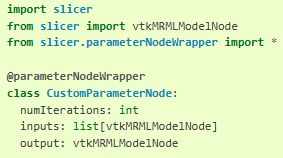 import slicer
from slicer import vtkMRMLModelNode
from slicer.parameterNodeWrapper import *

@parameterNodeWrapper
class CustomParameterNode:
  numIterations: int
  inputs: list[vtkMRMLModelNode]
  output: vtkMRMLModelNode